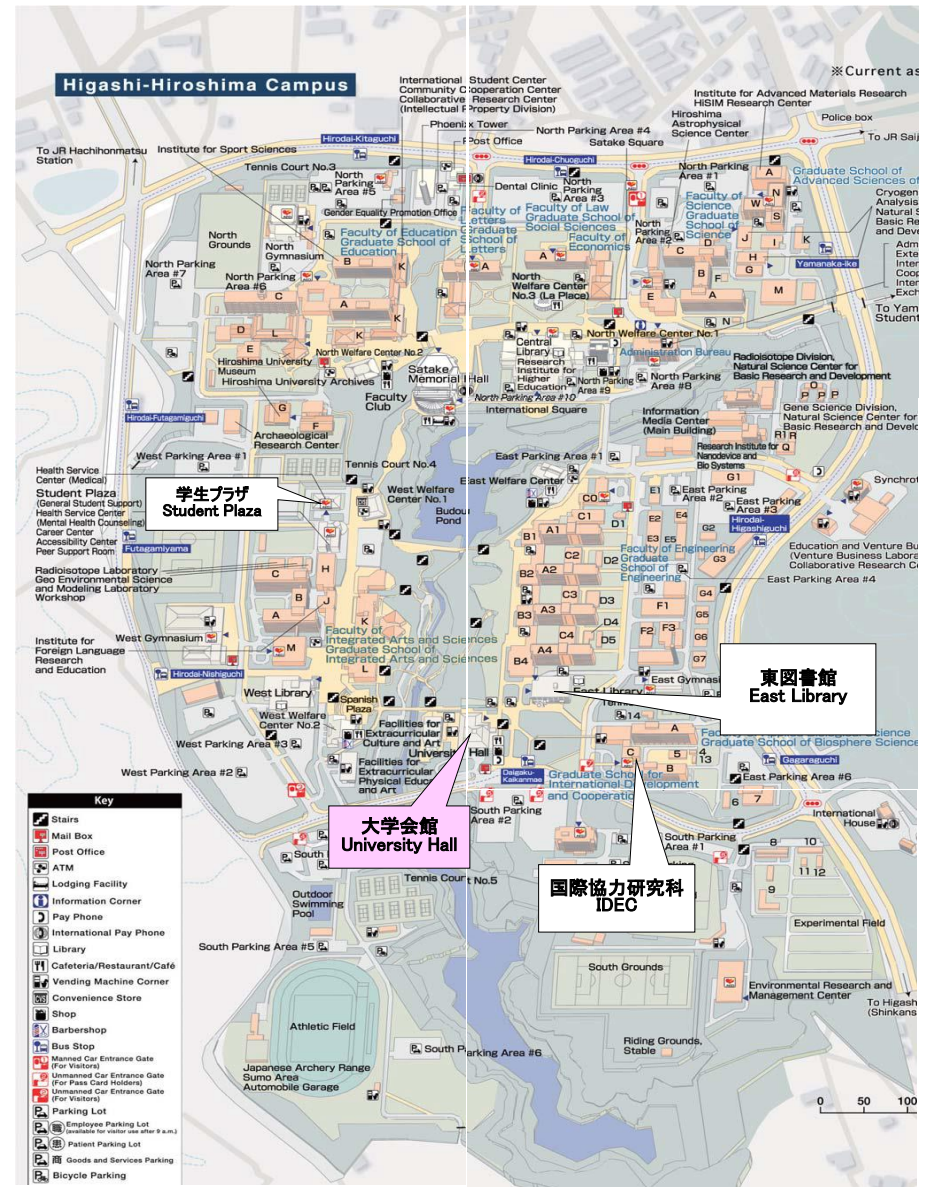 Higashi-Hiroshima Campus
※Current as
International Student Center
Community Cooperation Center
Collaborative Research Center
(Intellectual Property Division)
Institute for Advanced Materials Research
HiSIM Research Center
Phoenix Tower
Post Office
North Parking Area #4
Satake Square
Hiroshima
Astrophysical
Science Center
Police box
To JR Saij
To JR Hachihonmatsu
Station
Institute for Sport Sciences
Hirodai-Kitaguchi
Hirodai-Chuoguchi
Tennis Court No.3
North
Parking
Area #5
Gender Equality Promotion Office
Dental Clinic
North
Parking
Area #3
North Parking
Area #1
Graduate School of
Advanced Sciences of
Cryogen
Analysis
Natural S
Basic Re
and Deve
Adm
Exte
Inter
Coop
Inter
Exch
To Yam
Student
North
Grounds
North
Gymnasium
Faculty of Education
Graduate School of
Education
Faculty of
Letters
Graduate
School of
Letters
Faculty of Law
Graduate School of
Social Sciences
Faculty of
Economics
North
Parking
Area #2
Faculty of
Science
Graduate
School of
Science
Yamanaka-ike
North Parking
Area #7
North Parking
Area #6
North
Welfare Center
No.3 (La Place)
North Welfare Center No.1
North Welfare Center No.2
Hiroshima University
Museum
Hiroshima University Archives
Satake
Memorial Hall
Faculty
Club
Central
Library
Research
Institute for
Higher
Education
North Parking Area #10
North Parking
Area #9
Administration Bureau
North Parking
Area #8
International Square
Radioisotope Division,
Natural Science Center for
Basic Research and Development
Information
Media Center
(Main Building)
Gene Science Division,
Natural Science Center for
Basic Research and Develo
Research Institute for
Nanodevice and
Bio Systems
Hirodai-Futagamiguchi
Archaeological
Research Center
West Parking Area #1
Tennis Court No.4
East Parking Area #1
East Welfare Center
West Welfare
Center No.1
Budou
Pond
Health Service
Center (Medical)
Student Plaza
(General Student Support)
Health Service Center
(Mental Health Counseling)
Career Center
Accessibility Center
Peer Support Room
学生プラザ
Student Plaza
Futagamiyama
East Parking
Area #2
East Parking
Area #3
Hirodai-
Higashiguchi
Synchrot
Education and Venture Bu
(Venture Business Labora
Collaborative Research Ce
East Parking Area #4
Faculty of Engineering
Graduate
School of
Engineering
Radioisotope Laboratory
Geo Environmental Science
and Modeling Laboratory
Workshop
West Gymnasium
Institute for
Foreign Language
Research
and Education
Faculty of
Integrated Arts and Sciences
Graduate School of
Integrated Arts and Sciences
Hirodai-Nishiguchi
東図書館
East Library
East Library
East Gymnasi
West Library
Spanish
Plaza
West Welfare
Center No.2
West Parking Area #3
West Parking Area #2
Facilities for
Extracurricular
Culture and Art
University Hall
Facilities for
Extracurricular
Physical Educ
and Art
Graduate School of Biosphere Science
Daigaku-
Kaikanmae
Graduate School for
International Development
and Cooperation
Gagaraguchi
East Parking Area #6
International
House
South Parking
Area #2
South Parking
Area #1
大学会館
University Hall
国際協力研究科
IDEC
Tennis Court No.5
Outdoor
Swimming
Pool
South Parking Area #5
Experimental Field
South Grounds
Environmental Research and
Management Center
To Higash
(Shinkans
Athletic Field
South Parking Area #6
Riding Grounds,
Stable
Japanese Archery Range
Sumo Area
Automobile Garage
0 50 100
Key
Stairs
Mail Box
Post Office
ATM
Lodging Facility
Information Corner
Pay Phone
International Pay Phone
Library
Cafeteria/Restaurant/Café
Vending Machine Corner
Convenience Store
Shop
Barbershop
Bus Stop
Manned Car Entrance Gate
(For Visitors)
Unmanned Car Entrance Gate
(For Pass Card Holders)
Unmanned Car Entrance Gate
(For Visitors)
Parking Lot
Employee Parking Lot
(available for visitor use after 9 a.m.)
Patient Parking Lot
商 Goods and Services Parking
Bicycle Parking